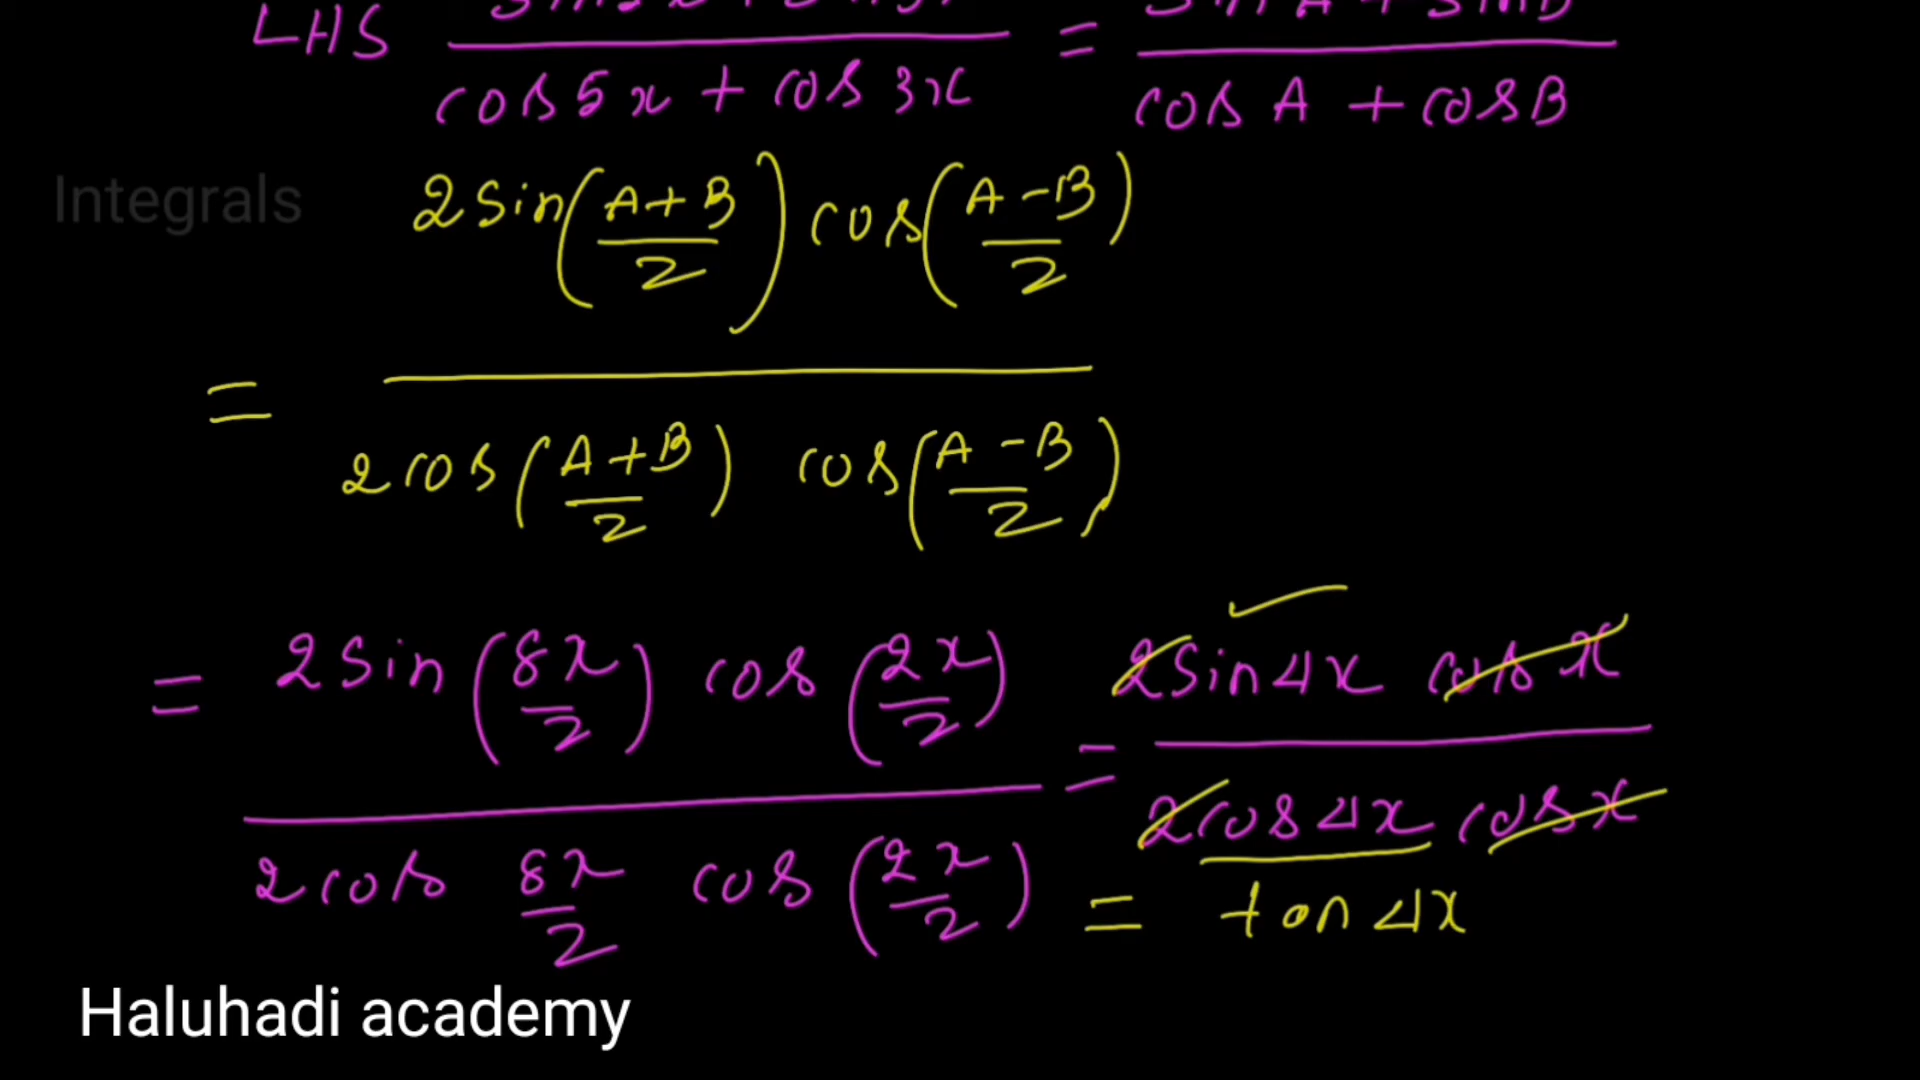 LHS = sin A + sin B
cos 5x + cos 3x cos A + cos B
Integrals
2 sin (A+B/2) cos (A-B/2)
=
2 cos (A+B/2) cos (A-B/2)
= 2 sin (8x/2) cos (2x/2) = 2 sin 4x cos x
2 cos 8x/2 cos (2x/2) 2 cos 4x cos x
= tan 4x
Haluhadi academy